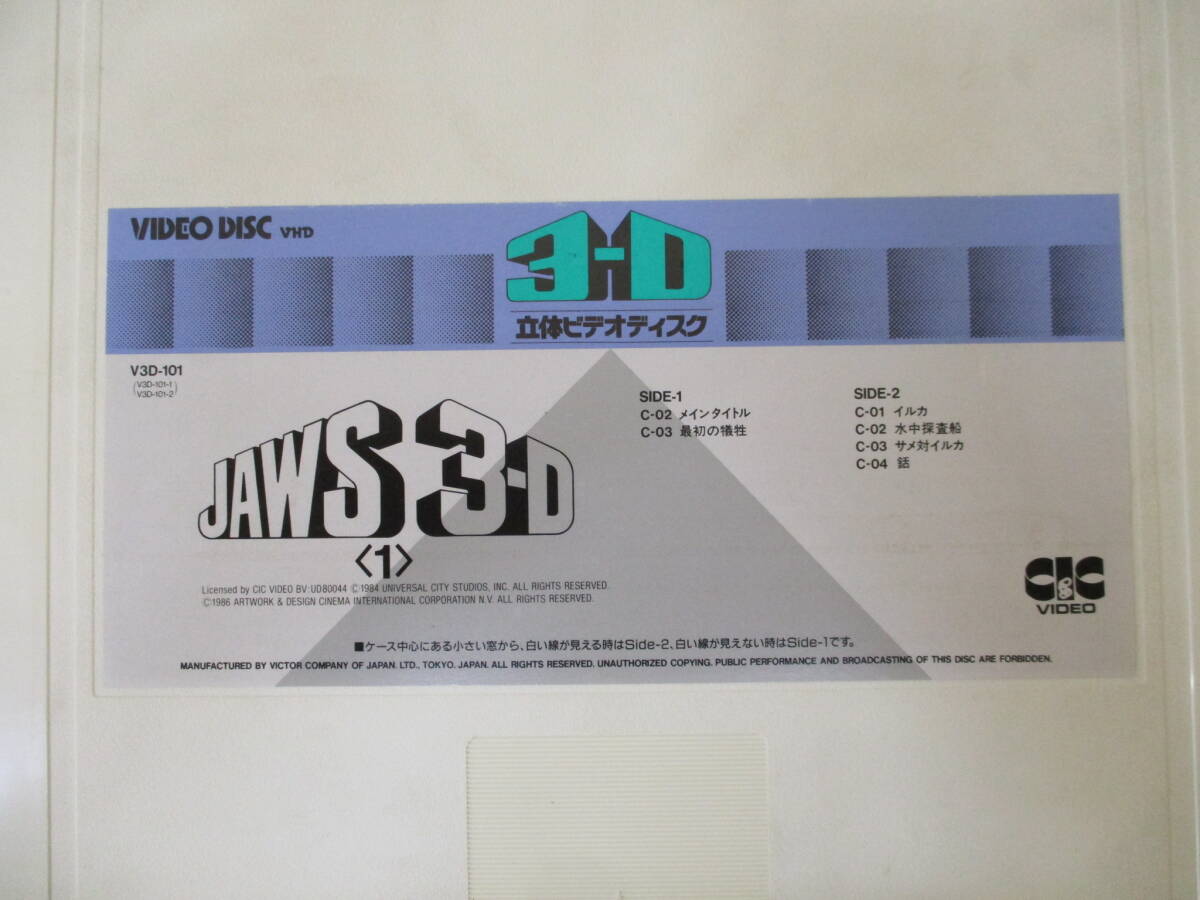 VIDEO DISC VHD
3-D
立体ビデオディスク
V3D-101
(V3D-101-1
V3D-101-2)
JAWS 3-D
〈1〉
SIDE-1
C-02 メインタイトル
C-03 最初の犠牲
SIDE-2
C-01 イルカ
C-02 水中探査船
C-03 サメ対イルカ
C-04 銛
Licensed by CIC VIDEO BV:UD80044 ©1984 UNIVERSAL CITY STUDIOS, INC. ALL RIGHTS RESERVED.
©1986 ARTWORK & DESIGN CINEMA INTERNATIONAL CORPORATION N.V. ALL RIGHTS RESERVED.
CIC
&
VIDEO
■ケース中心にある小さい窓から、白い線が見える時はSide-2、白い線が見えない時はSide-1です。
MANUFACTURED BY VICTOR COMPANY OF JAPAN. LTD., TOKYO. JAPAN. ALL RIGHTS RESERVED. UNAUTHORIZED COPYING. PUBLIC PERFORMANCE AND BROADCASTING OF THIS DISC ARE FORBIDDEN.